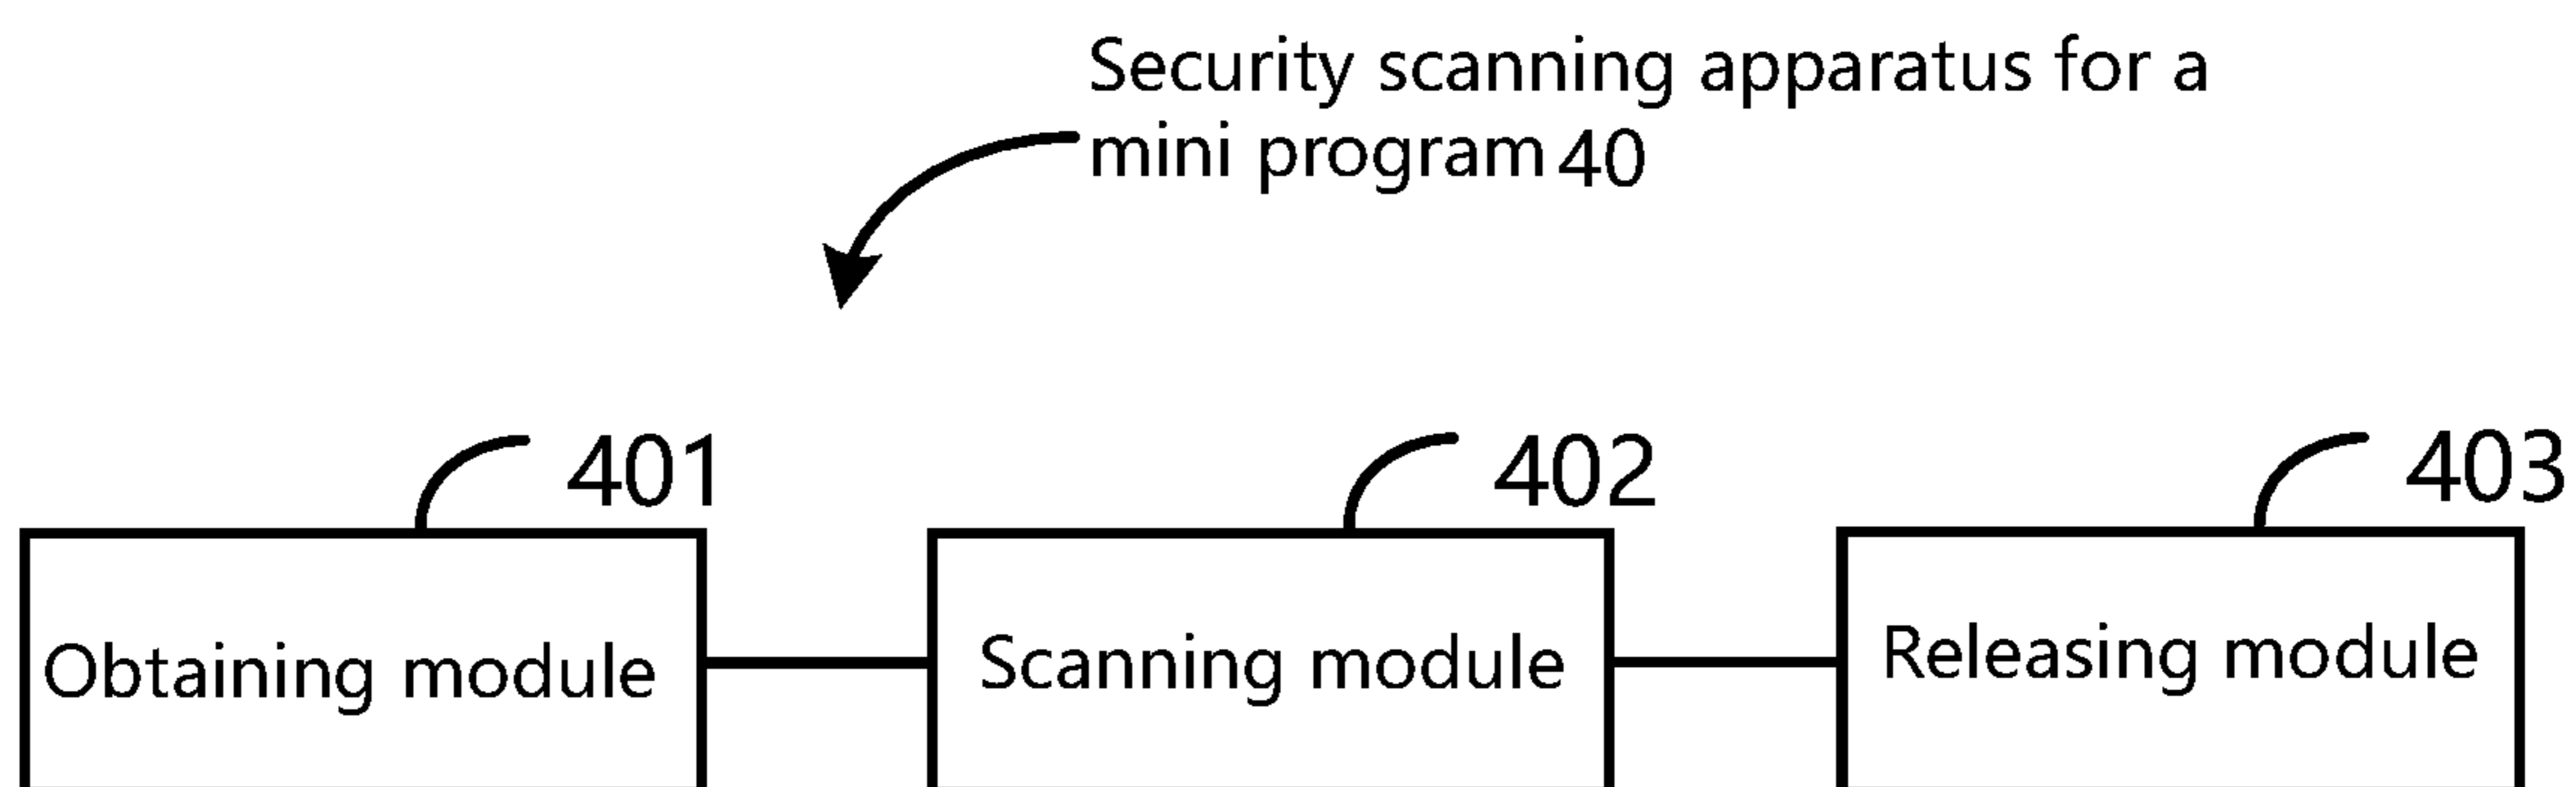 Security scanning apparatus for a
mini program 40
401
402
403
Obtaining module
Scanning module
Releasing module